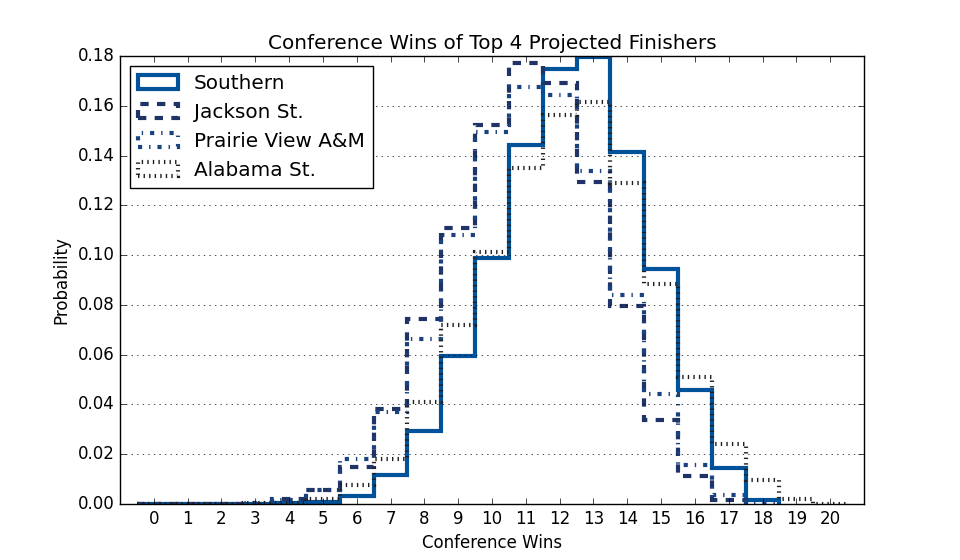 Conference Wins of Top 4 Projected Finishers
Southern
Jackson St.
Prairie View A&M
Alabama St.
0.18
0.16
0.14
0.12
0.10
0.08
0.06
0.04
0.02
0.00
Probability
0 1 2 3 4 5 6 7 8 9 10 11 12 13 14 15 16 17 18 19 20
Conference Wins